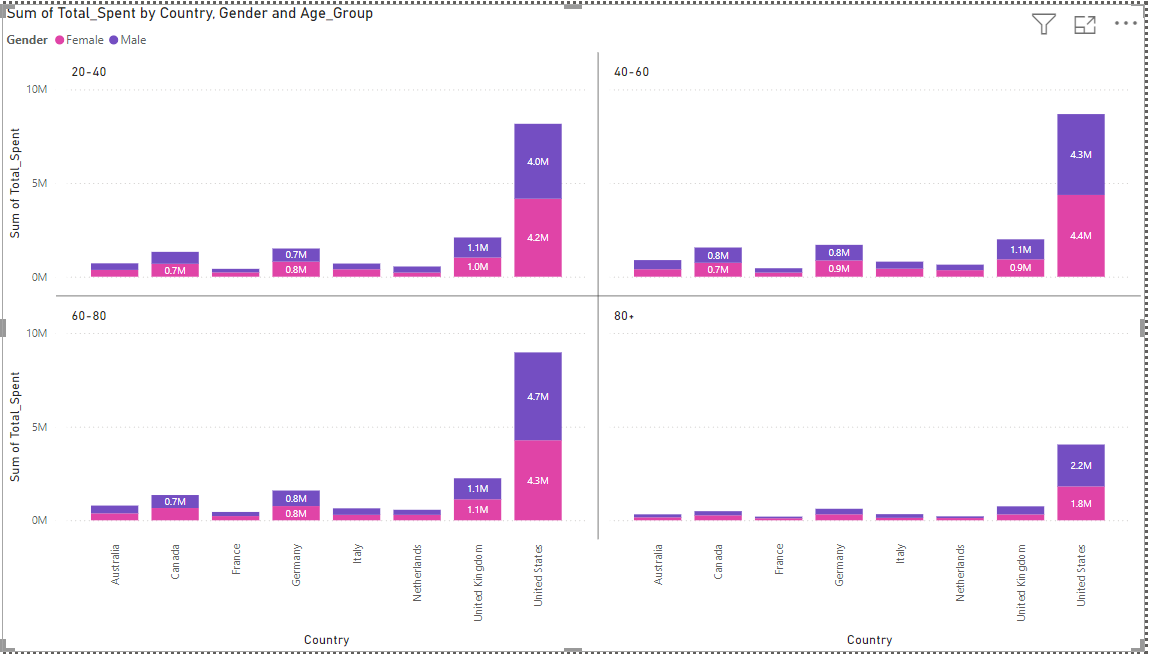 Sum of Total_Spent by Country, Gender and Age_Group
Gender Female Male
20-40
40-60
10M
5M
0M
Sum of Total_Spent
0.7M
0.7M
0.8M
1.1M
1.0M
4.0M
4.2M
0.8M
0.7M
0.8M
0.9M
1.1M
0.9M
4.3M
4.4M
60-80
80+
10M
5M
0M
Sum of Total_Spent
0.7M
0.8M
0.8M
1.1M
1.1M
4.7M
4.3M
2.2M
1.8M
Australia
Canada
France
Germany
Italy
Netherlands
United Kingdom
United States
Australia
Canada
France
Germany
Italy
Netherlands
United Kingdom
United States
Country
Country